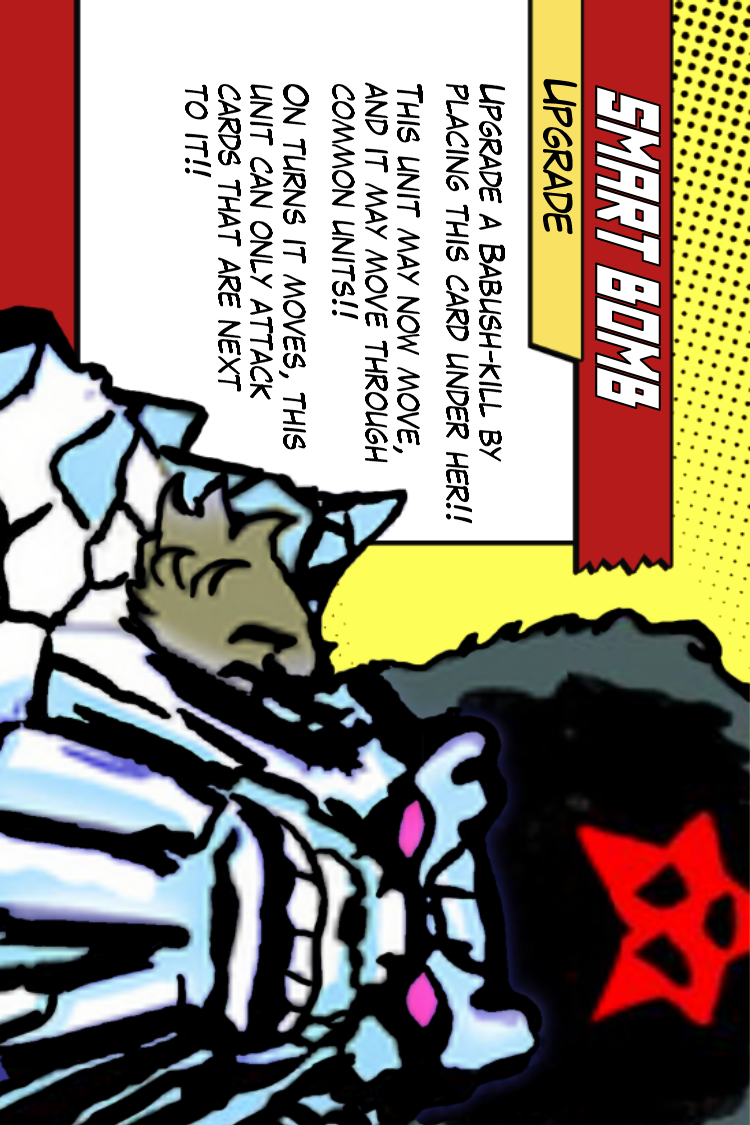 SMART BOMB
UPGRADE
UPGRADE A BABUSH-KILL BY
PLACING THIS CARD UNDER HER!!
THIS UNIT MAY NOW MOVE,
AND IT MAY MOVE THROUGH
COMMON UNITS!!
ON TURNS IT MOVES, THIS
UNIT CAN ONLY ATTACK
CARDS THAT ARE NEXT
TO IT!!